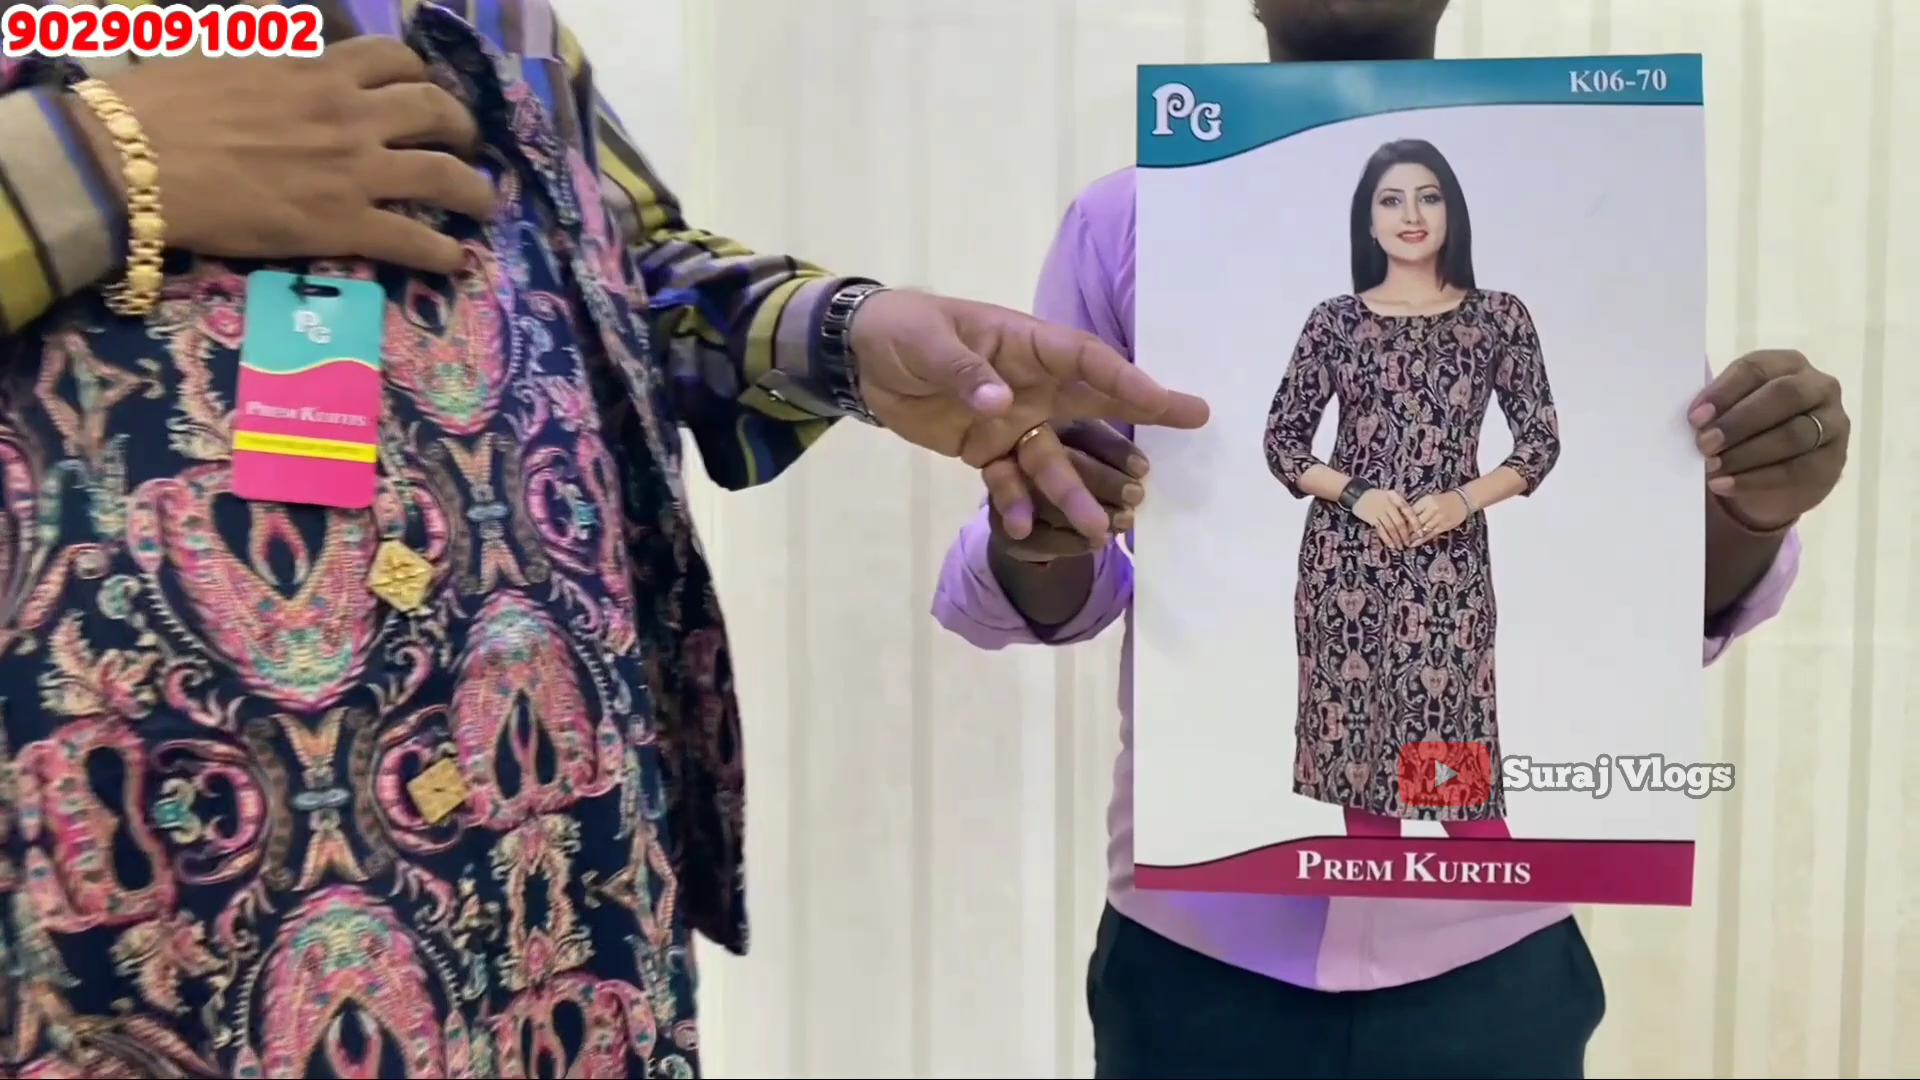 9029091002
PG
K06-70
PG
PREM KURTIS
Suraj Vlogs
PREM KURTIS